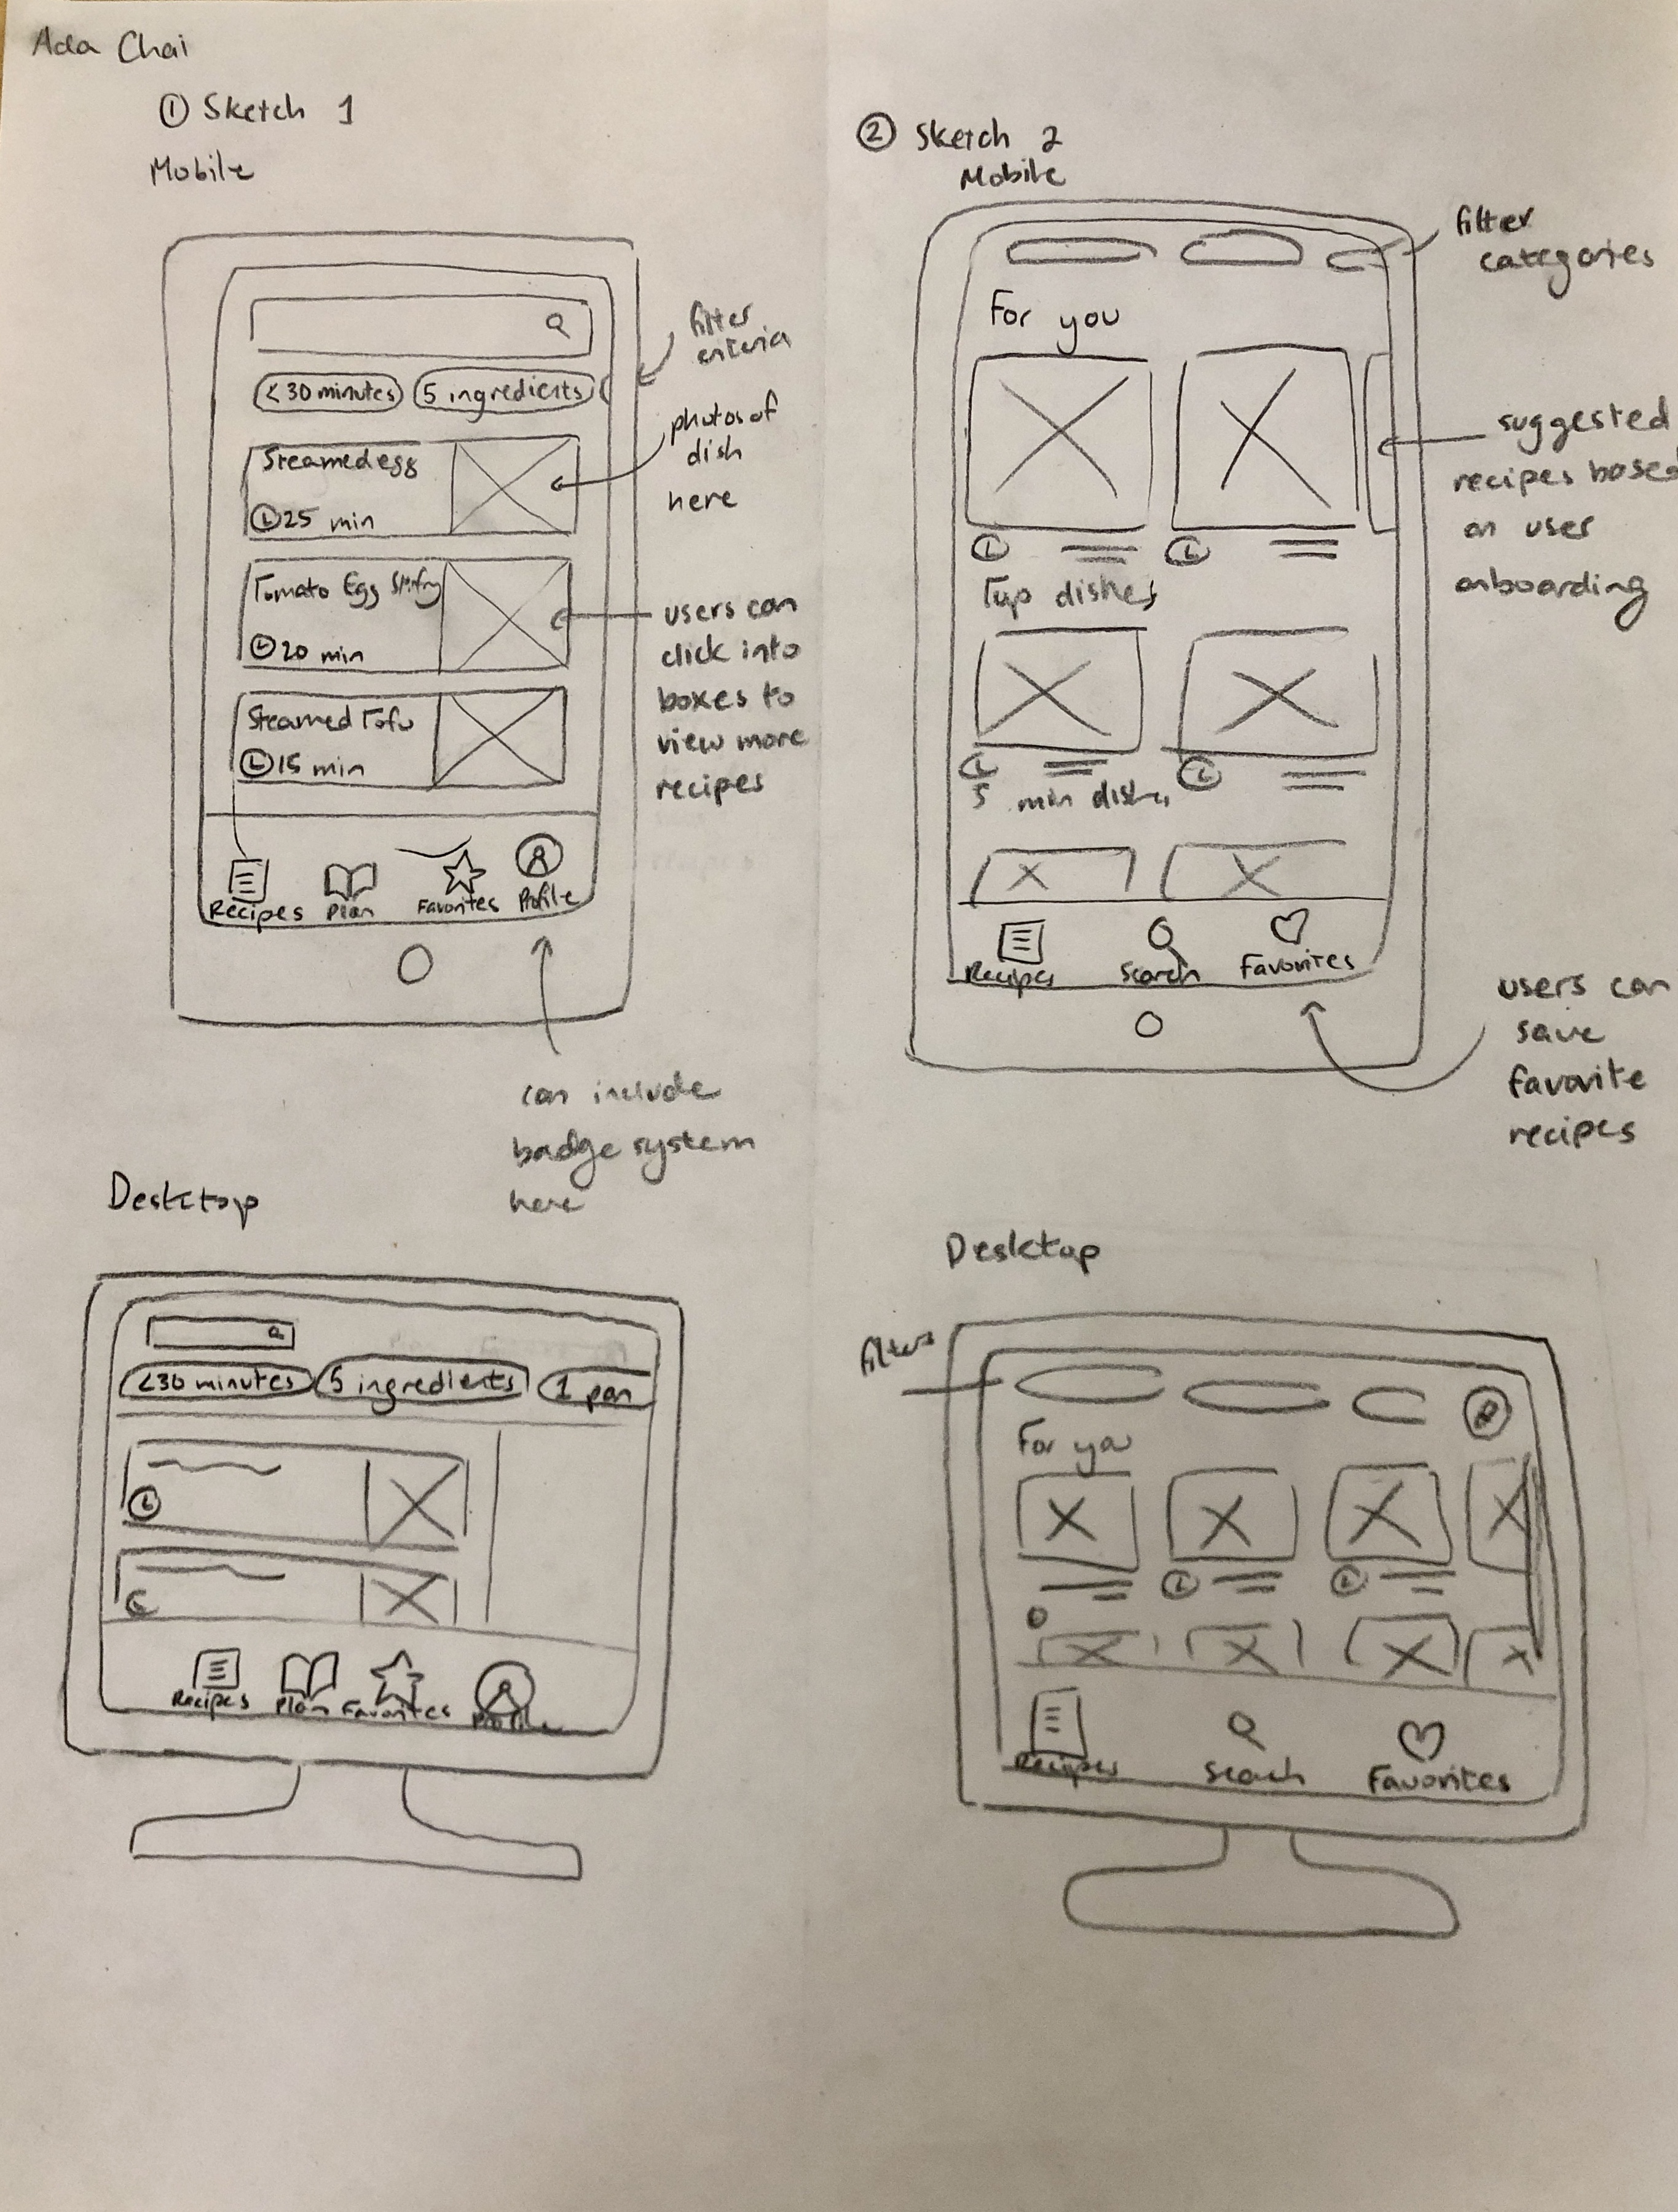 Ada Chai
① Sketch 1
Mobile
<30 minutes
5 ingredients
Steamed egg
25 min
Tomato Egg Stirfry
20 min
Steamed Tofu
15 min
Recipes
Plan
Favorites
Profile
filter
criteria
photos of
dish
here
users can
click into
boxes to
view more
recipes
can include
badge system
here
② Sketch 2
Mobile
For you
Top dishes
5 min dishes
Recipes
Search
Favorites
filter
categories
suggested
recipes based
on user
onboarding
users can
save
favorite
recipes
Desktop
<30 minutes
5 ingredients
1 pan
Recipes
Plan
Favorites
Profile
Desktop
filters
For you
Recipes
Search
Favorites